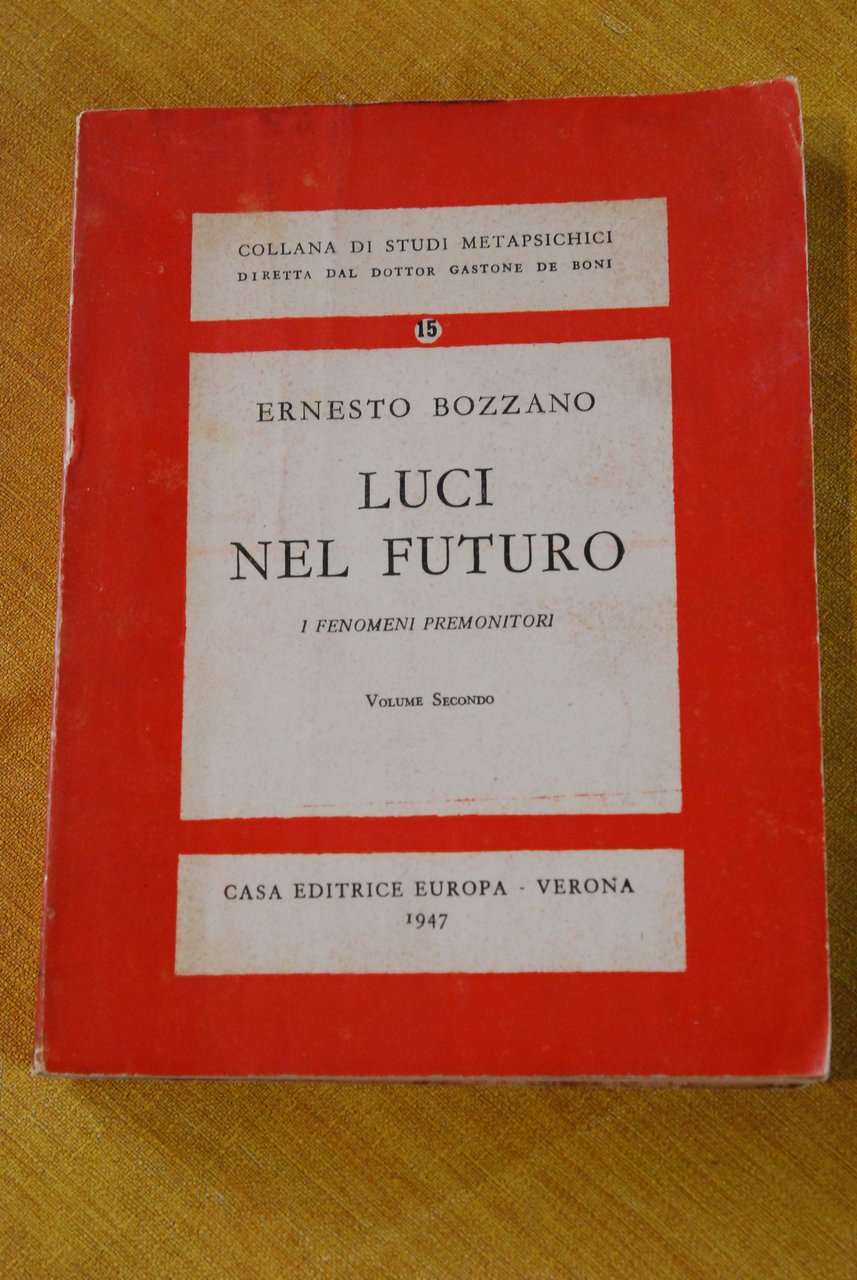 COLLANA DI STUDI METAPSICHICI
DIRETTA DAL DOTTOR GASTONE DE BONI
15
ERNESTO BOZZANO
LUCI
NEL FUTURO
I FENOMENI PREMONITORI
VOLUME SECONDO
CASA EDITRICE EUROPA - VERONA
1947